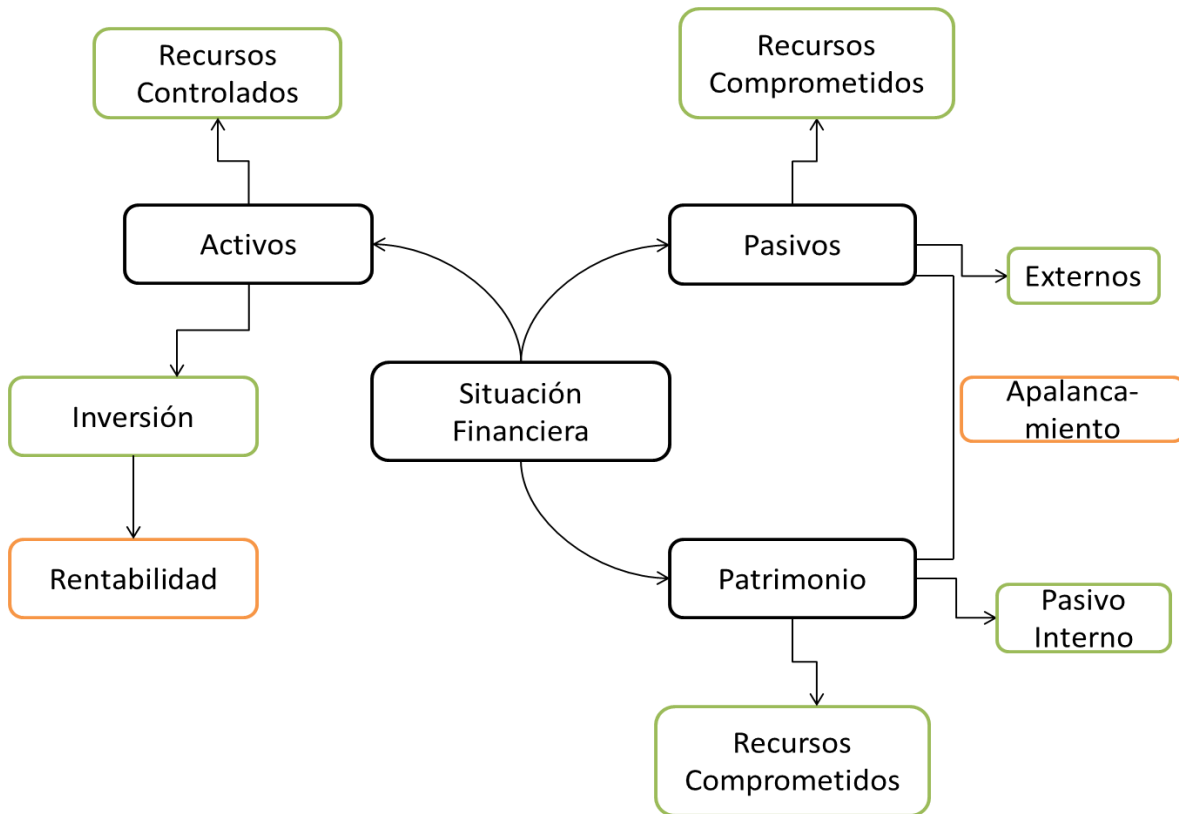 Recursos
Controlados
Recursos
Comprometidos
Activos
Pasivos
Externos
Inversión
Situación
Financiera
Apalanca-
miento
Rentabilidad
Patrimonio
Pasivo
Interno
Recursos
Comprometidos